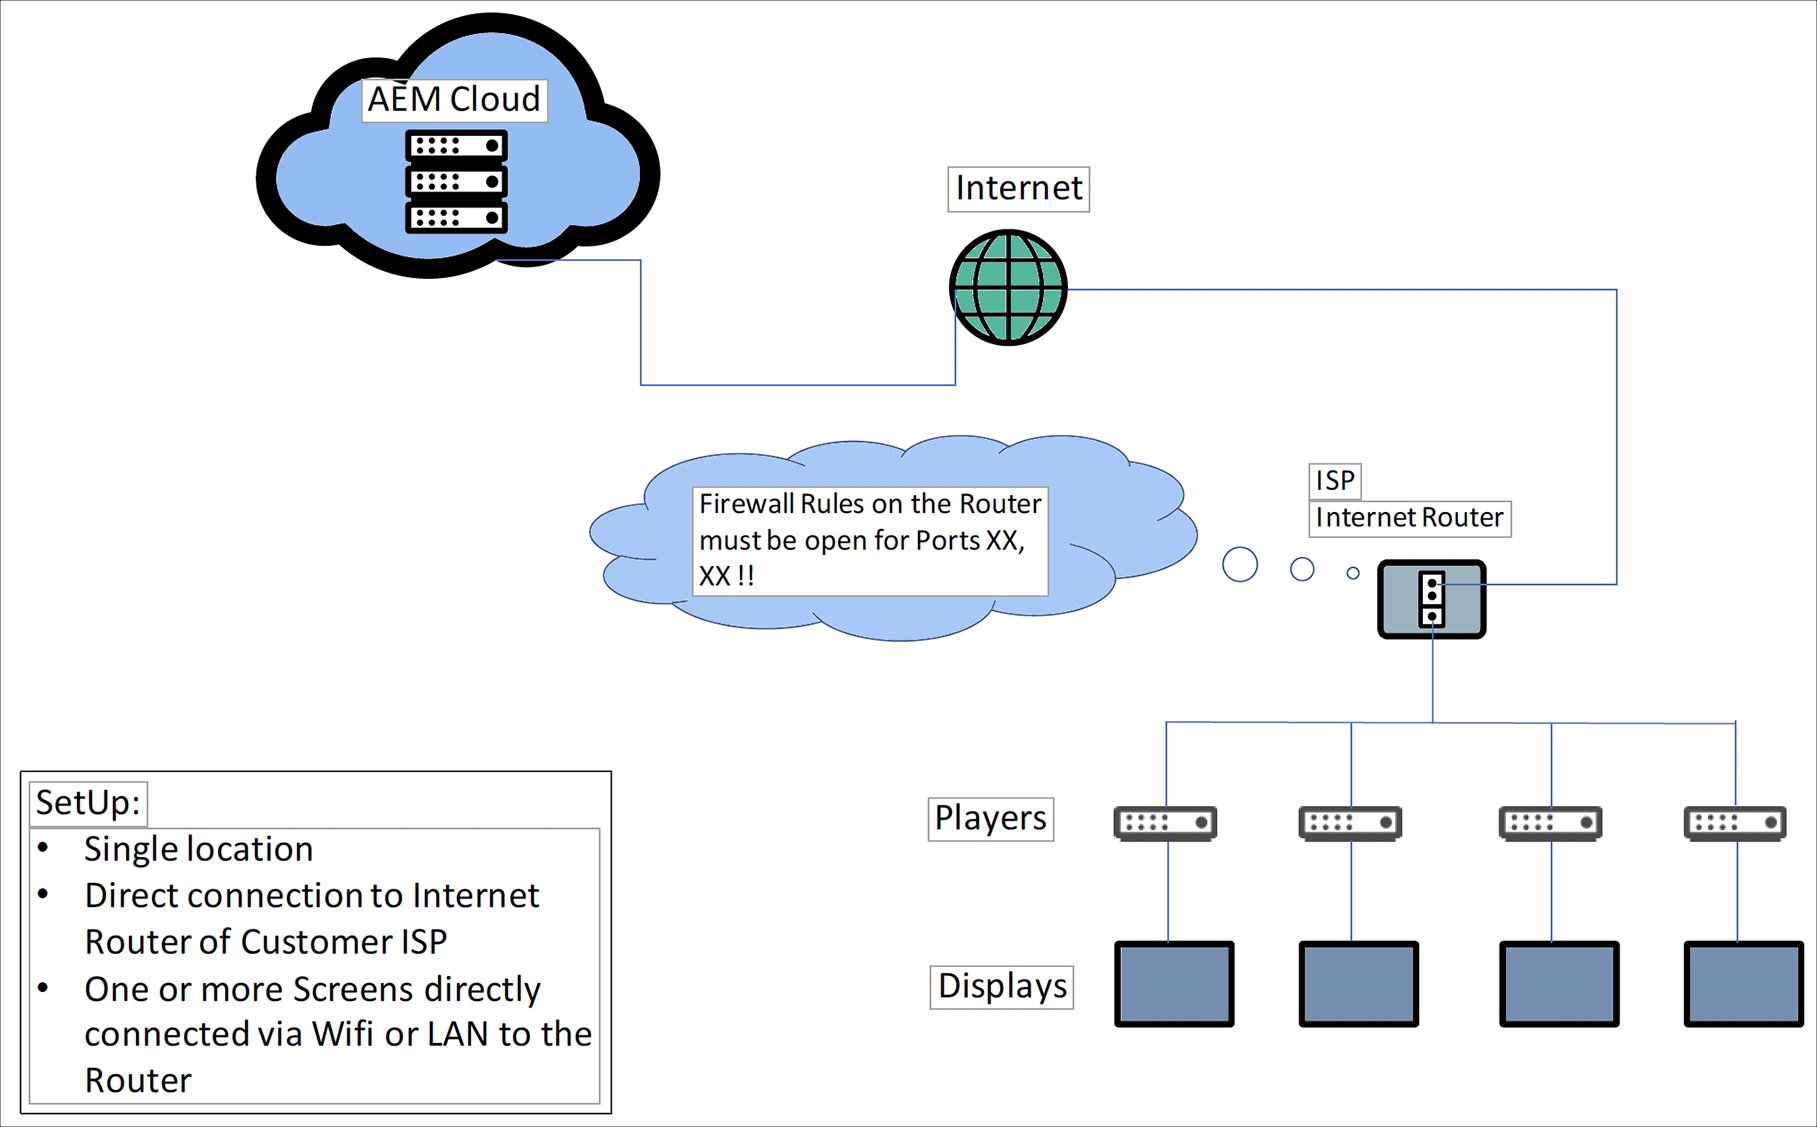 AEM Cloud
Internet
ISP
Internet Router
Firewall Rules on the Router
must be open for Ports XX,
XX !!
Players
Displays
SetUp:
• Single location
• Direct connection to Internet
Router of Customer ISP
• One or more Screens directly
connected via Wifi or LAN to the
Router